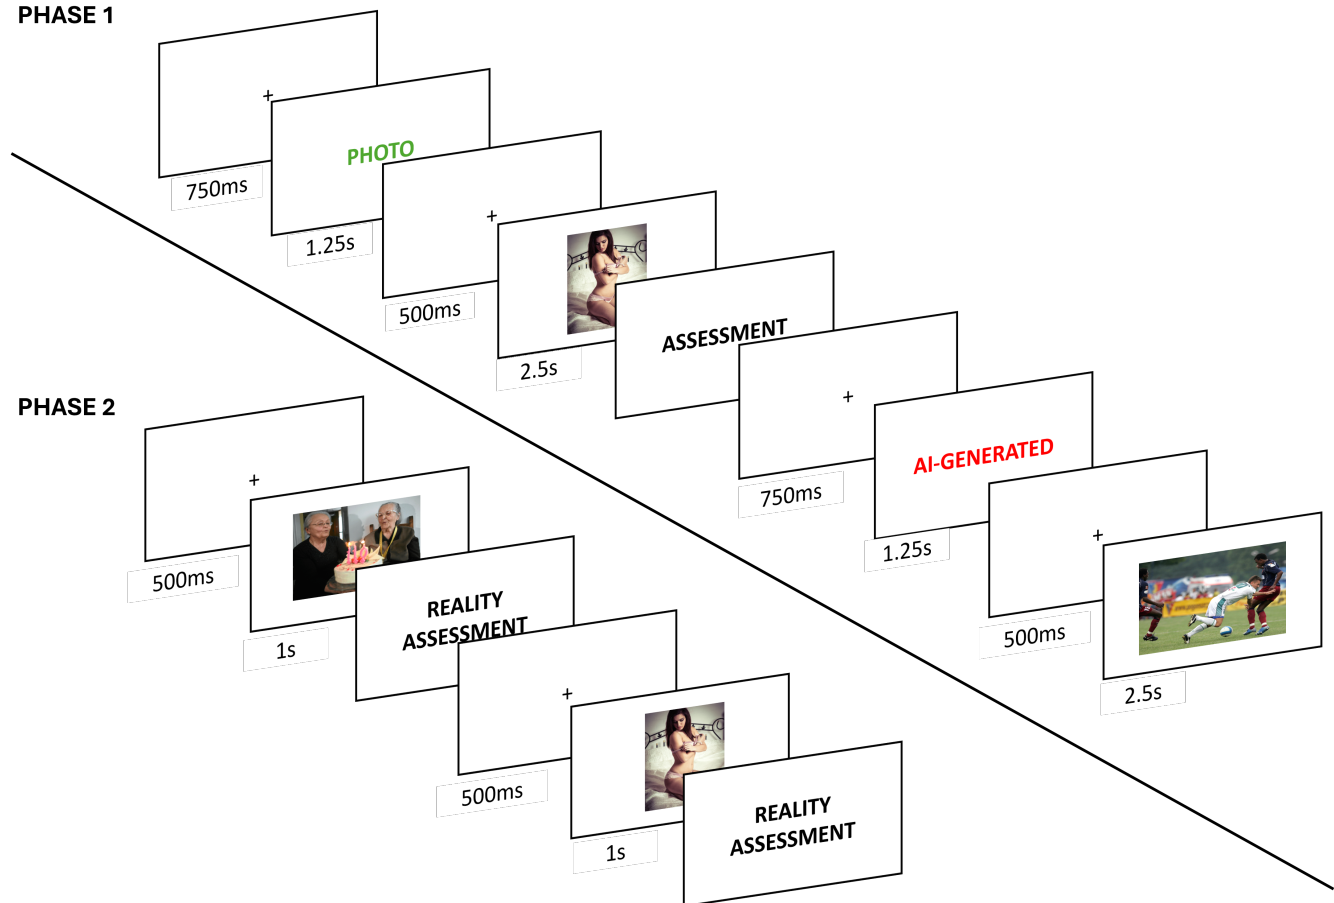 PHASE 1
+
PHOTO
750ms
1.25s
+
500ms
2.5s
ASSESSMENT
+
750ms
AI-GENERATED
1.25s
+
500ms
2.5s
PHASE 2
+
500ms
1s
REALITY
ASSESSMENT
+
500ms
1s
REALITY
ASSESSMENT